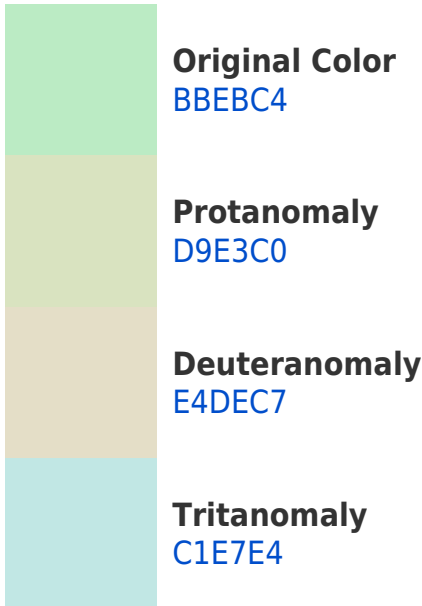 Original Color
BBEBC4
Protanomaly
D9E3C0
Deuteranomaly
E4DEC7
Tritanomaly
C1E7E4